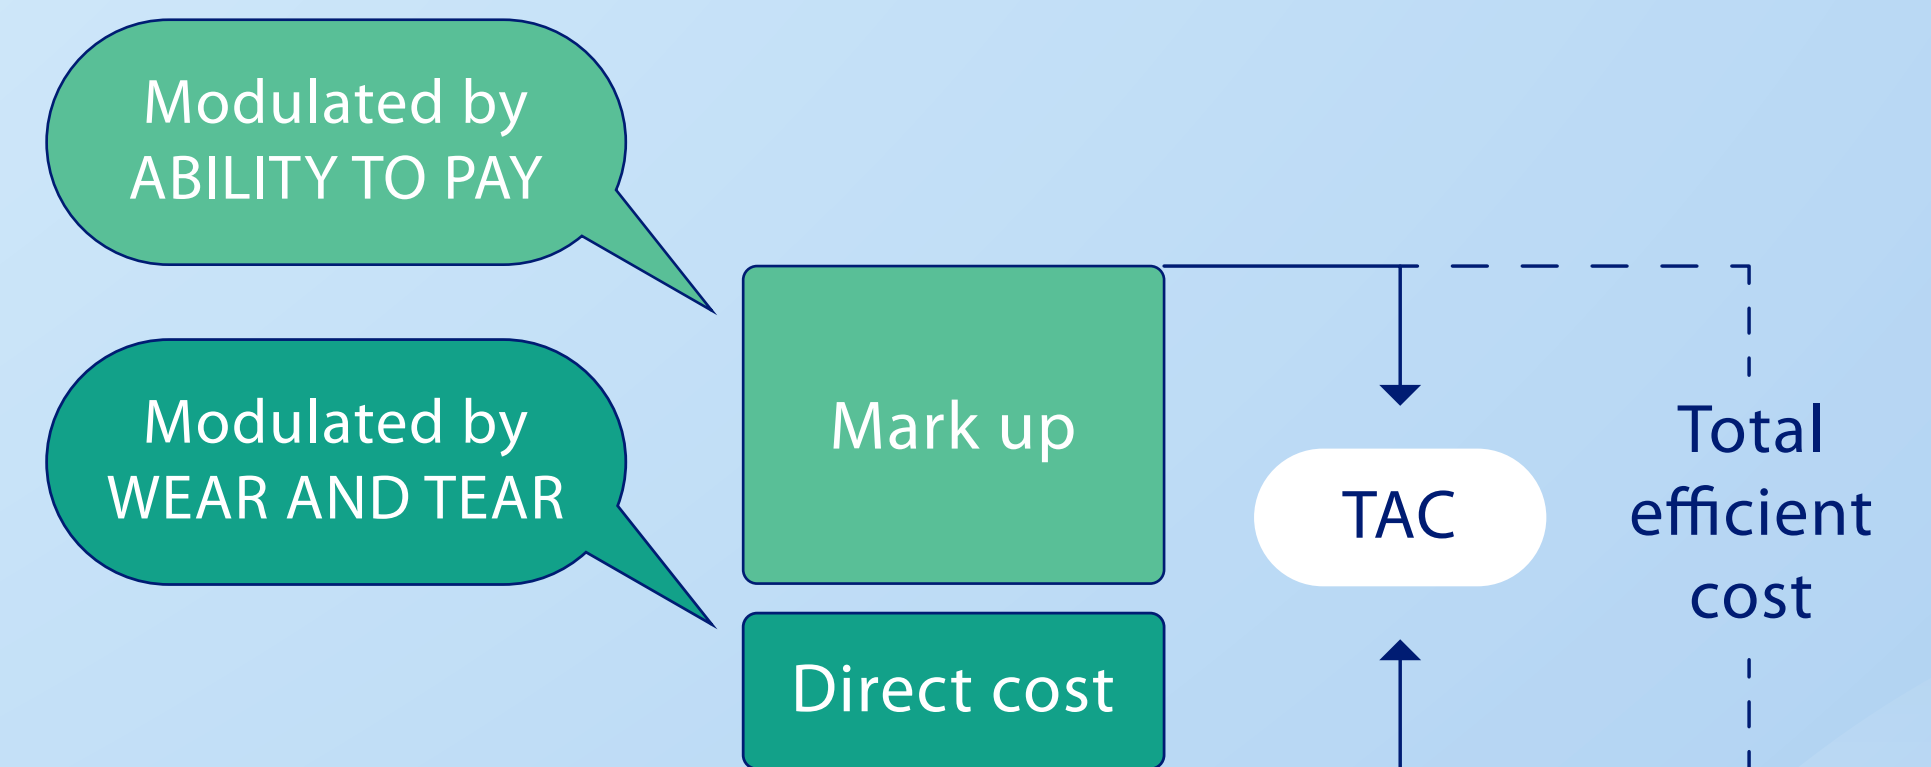 Modulated by
ABILITY TO PAY
Modulated by
WEAR AND TEAR
Mark up
Direct cost
TAC
Total
efficient
cost